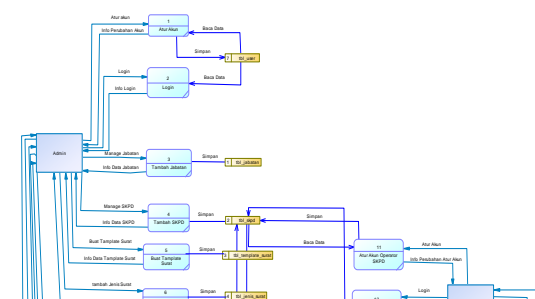 Atur akun
1
Atur Akun
Info Perubahan Akun
Baca Data
Simpan
7 tbl_user
Login
2
Login
Info Login
Baca Data
Admin
Manage Jabatan
3
Tambah Jabatan
Info Data Jabatan
Simpan
1 tbl_jabatan
Manage SKPD
4
Tambah SKPD
Info Data SKPD
Simpan
2 tbl_skpd
Simpan
Baca Data
11
Atur Akun Operator
SKPD
Atur Akun
Info Perubahan Atur Akun
Buat Tamplate Surat
5
Buat Tamplate
Surat
Info Data Tamplate Surat
Simpan
3 tbl_template_surat
tambah Jenis Surat
6
Simpan
4 tbl_jenis_surat
Login